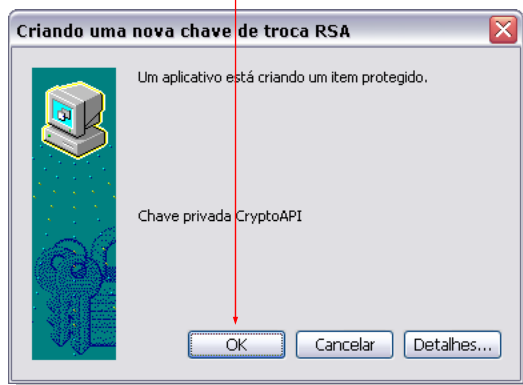 Criando uma nova chave de troca RSA
Um aplicativo está criando um item protegido.
Chave privada CryptoAPI
OK Cancelar Detalhes...